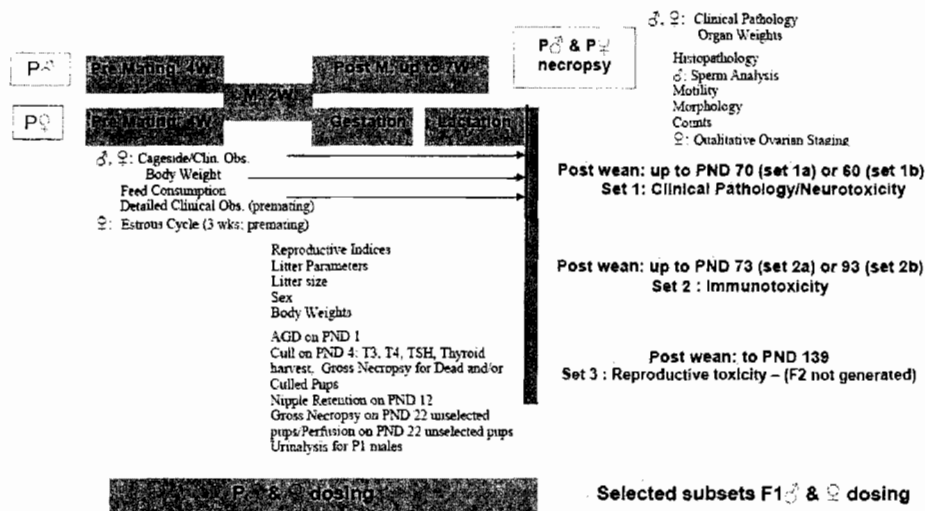 P♂
Pre Mating, 4W
Post M, up to 7W
M: 2W
P♀
Pre Mating, 4W
Gestation
Lactation
P♂ & P♀
necropsy
♂, ♀: Clinical Pathology
Organ Weights
Histopathology
♂: Sperm Analysis
Motility
Morphology
Counts
♀: Qualitative Ovarian Staging
♂, ♀: Cageside/Clin. Obs.
Body Weight
Feed Consumption
Detailed Clinical Obs. (premating)
♀: Estrous Cycle (3 wks: premating)
Reproductive Indices
Litter Parameters
Litter size
Sex
Body Weights
AGD on PND 1
Cull on PND 4: T3, T4, TSH, Thyroid
harvest, Gross Necropsy for Dead and/or
Culled Pups
Nipple Retention on PND 12
Gross Necropsy on PND 22 unselected
pups/Perfusion on PND 22 unselected pups
Urinalysis for P1 males
Post wean: up to PND 70 (set 1a) or 60 (set 1b)
Set 1: Clinical Pathology/Neurotoxicity
Post wean: up to PND 73 (set 2a) or 93 (set 2b)
Set 2 : Immunotoxicity
Post wean: to PND 139
Set 3 : Reproductive toxicity – (F2 not generated)
P♂ & ♀ dosing
Selected subsets F1♂ & ♀ dosing